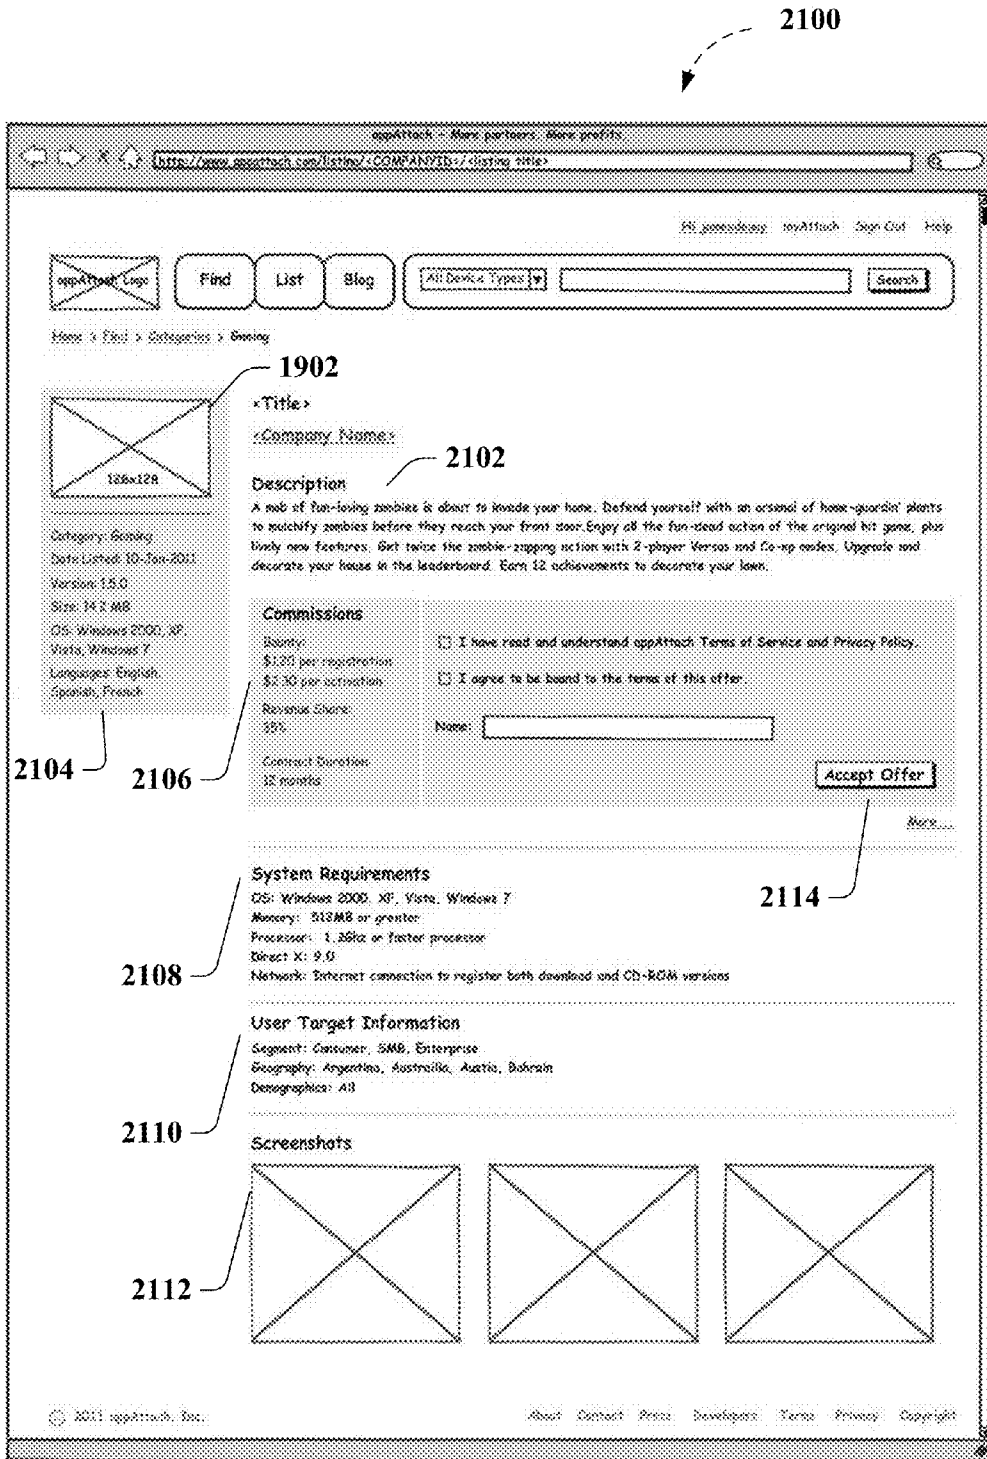 2100
appAttach - More partners. More profits
http://www.appattach.com/listing/<COMPANYID>/<listing title>
Hi myAttach Sign Out Help
appAttach Logo
Find List Blog All Device Types Search
Home > Find > Categories > Gaming
1902
128x128
<Title>
<Company Name>
2102
Description
A mob of fun-loving zombies is about to invade your home. Defend yourself with an arsenal of home-guardin' plants
to mulchify zombies before they reach your front door. Enjoy all the fun-dead action of the original hit game, plus
lively new features. Get twice the zombie-zapping action with 2-player Versus and Co-op modes, Upgrade and
decorate your house in the leaderboard. Earn 12 achievements to decorate your lawn.
Category: Gaming
Date Listed: 10-Jan-2011
Version: 1.5.0
Size: 14.2 MB
OS: Windows 2000, XP,
Vista, Windows 7
Languages: English,
Spanish, French
2104
Commissions
Bounty:
$1.20 per registration
$2.30 per activation
Revenue Share:
35%
Contract Duration:
12 months
2106
I have read and understand appAttach Terms of Service and Privacy Policy.
I agree to be bound to the terms of this offer.
Name:
Accept Offer
More...
2114
System Requirements
OS: Windows 2000, XP, Vista, Windows 7
Memory: 512MB or greater
Processor: 1.2Ghz or faster processor
Direct X: 9.0
Network: Internet connection to register both download and CD-ROM versions
2108
User Target Information
Segment: Consumer, SMB, Enterprise
Geography: Argentina, Austrailia, Austia, Bahrain
Demographics: All
2110
Screenshots
2112
© 2011 appAttach, Inc. About Contact Press Developers Terms Privacy Copyright